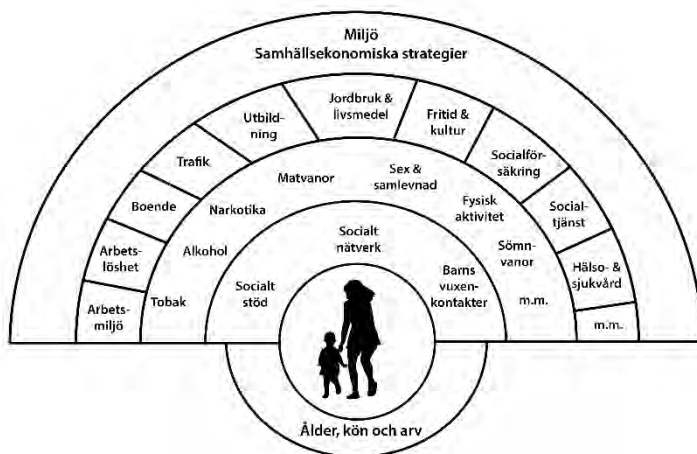 Miljö
Samhällsekonomiska strategier
Arbets-
miljö
Arbets-
löshet
Boende
Trafik
Utbild-
ning
Jordbruk &
livsmedel
Fritid &
kultur
Socialför-
säkring
Social-
tjänst
Hälso- &
sjukvård
m.m.
Tobak
Alkohol
Narkotika
Matvanor
Sex &
samlevnad
Fysisk
aktivitet
Sömn-
vanor
m.m.
Socialt
stöd
Socialt
nätverk
Barns
vuxen-
kontakter
Ålder, kön och arv